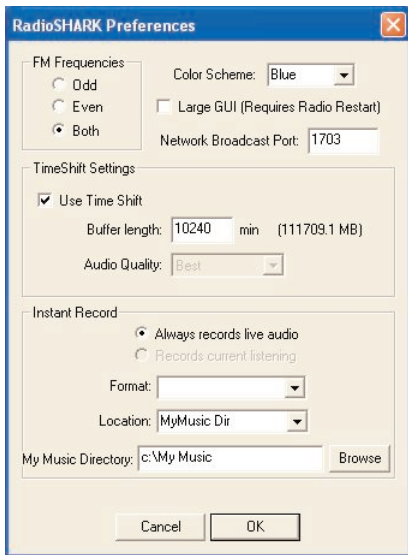 RadioSHARK Preferences
FM Frequencies
Odd
Even
Both
Color Scheme: Blue
Large GUI (Requires Radio Restart)
Network Broadcast Port: 1703
TimeShift Settings
Use Time Shift
Buffer length: 10240 min (111709.1 MB)
Audio Quality: Best
Instant Record
Always records live audio
Records current listening
Format:
Location: MyMusic Dir
My Music Directory: c:\My Music Browse
Cancel OK